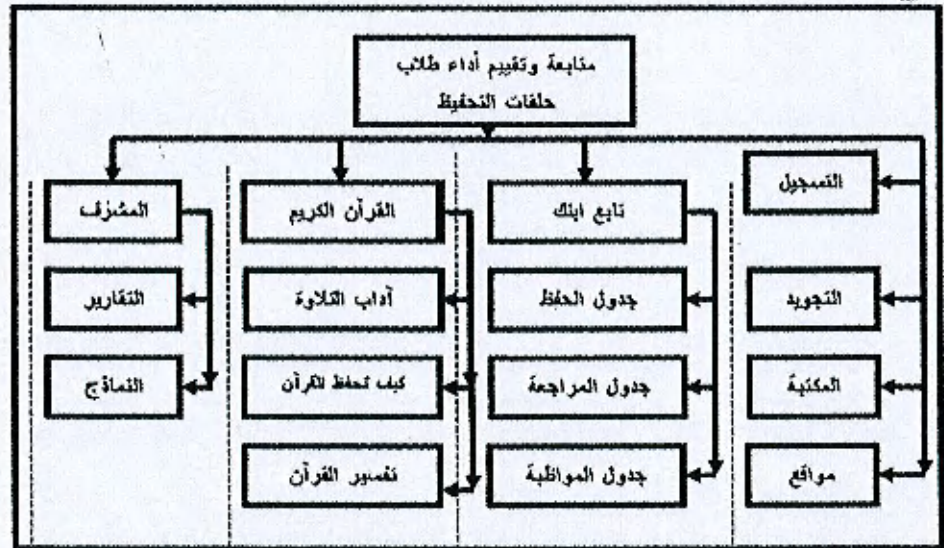 متابعة وتقييم أداء طلاب
حلقات التحفيظ
التسجيل
التجويد
المكتبة
مواقع
تابع ابنك
جدول الحفظ
جدول المراجعة
جدول المواظبة
القرآن الكريم
آداب التلاوة
كيف تحفظ القرآن
تفسير القرآن
المشرف
التقارير
النماذج